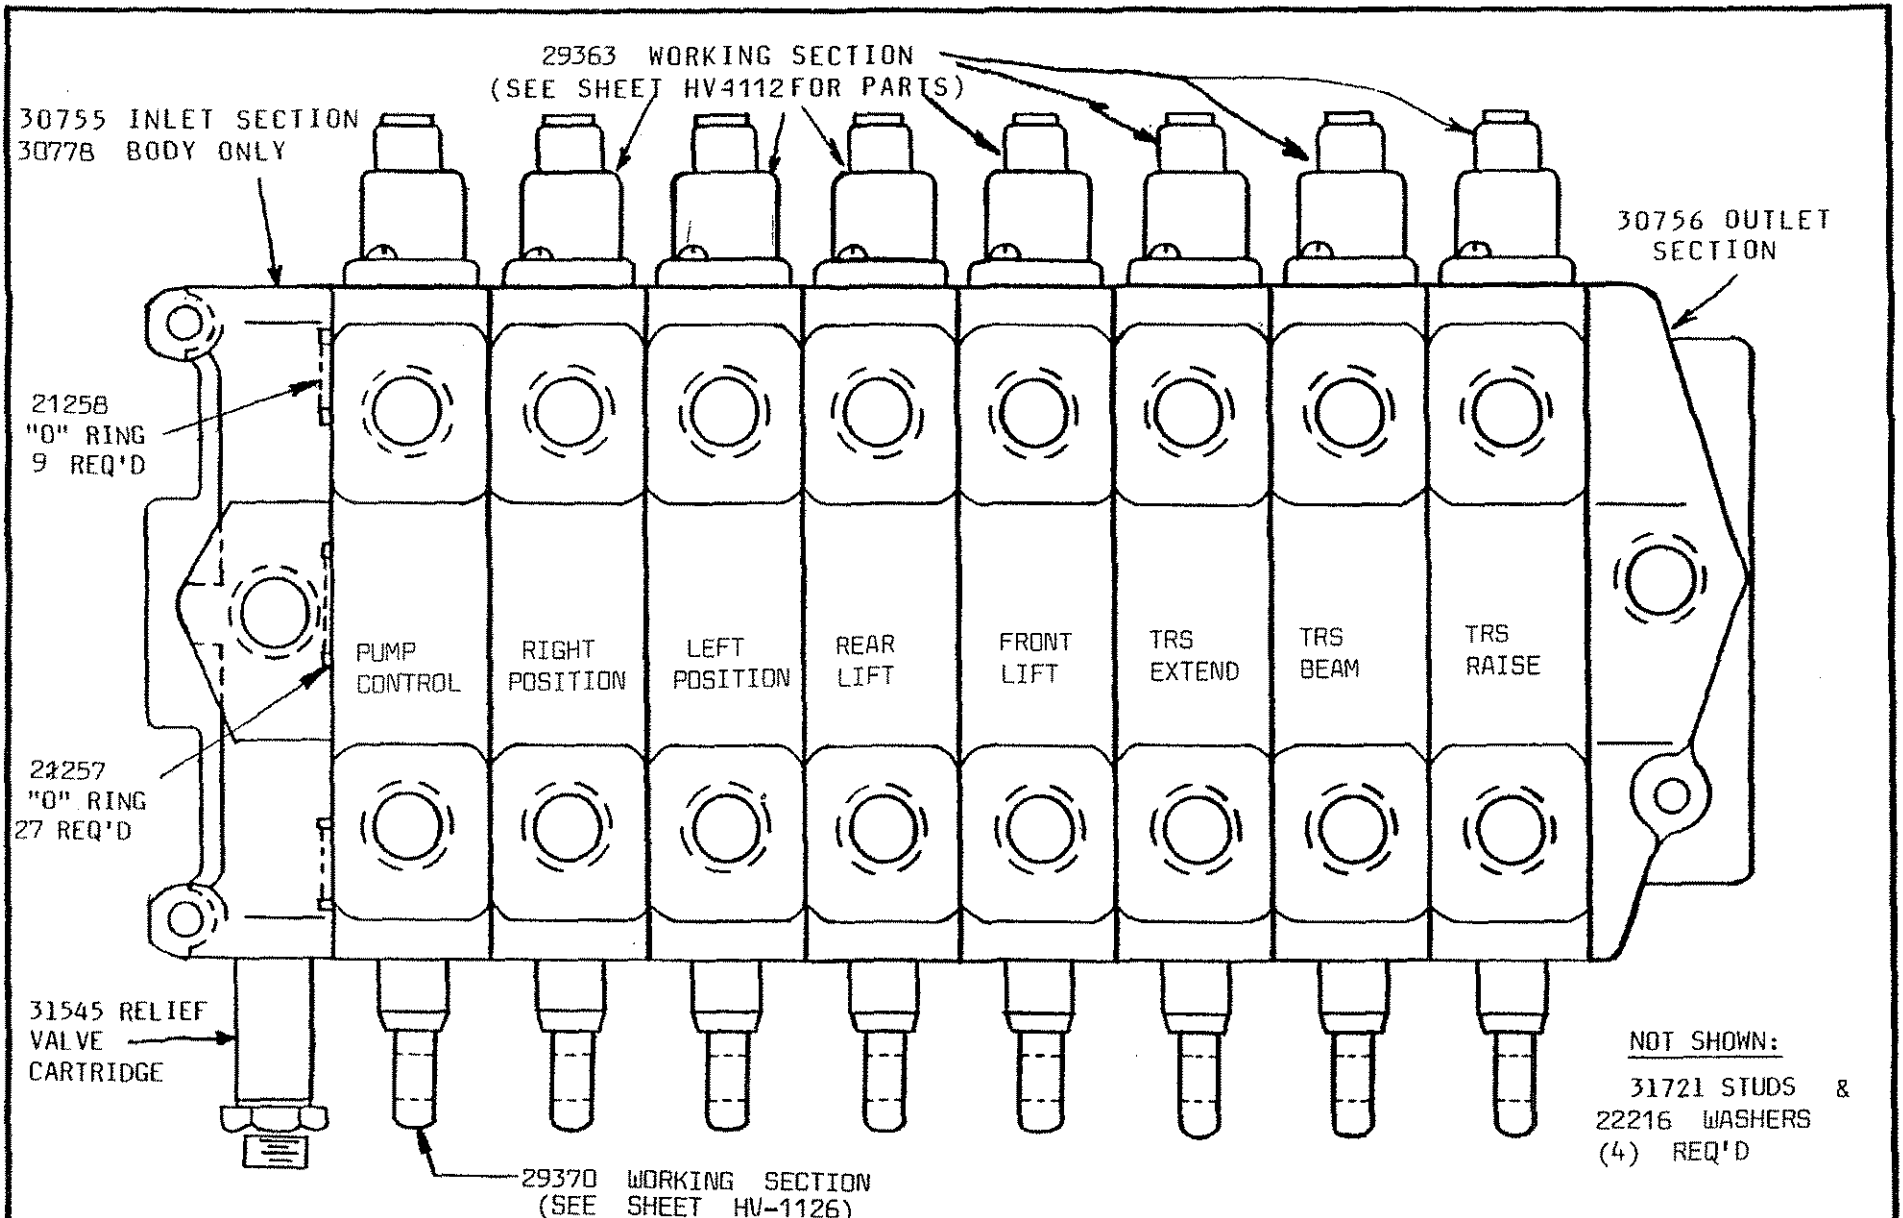 29363 WORKING SECTION
(SEE SHEET HV4112 FOR PARTS)
30755 INLET SECTION
30778 BODY ONLY
30756 OUTLET
SECTION
21258
"O" RING
9 REQ'D
PUMP
CONTROL
RIGHT
POSITION
LEFT
POSITION
REAR
LIFT
FRONT
LIFT
TRS
EXTEND
TRS
BEAM
TRS
RAISE
21257
"O" RING
27 REQ'D
31545 RELIEF
VALVE
CARTRIDGE
NOT SHOWN:
31721 STUDS &
22216 WASHERS
(4) REQ'D
29370 WORKING SECTION
(SEE SHEET HV-1126)